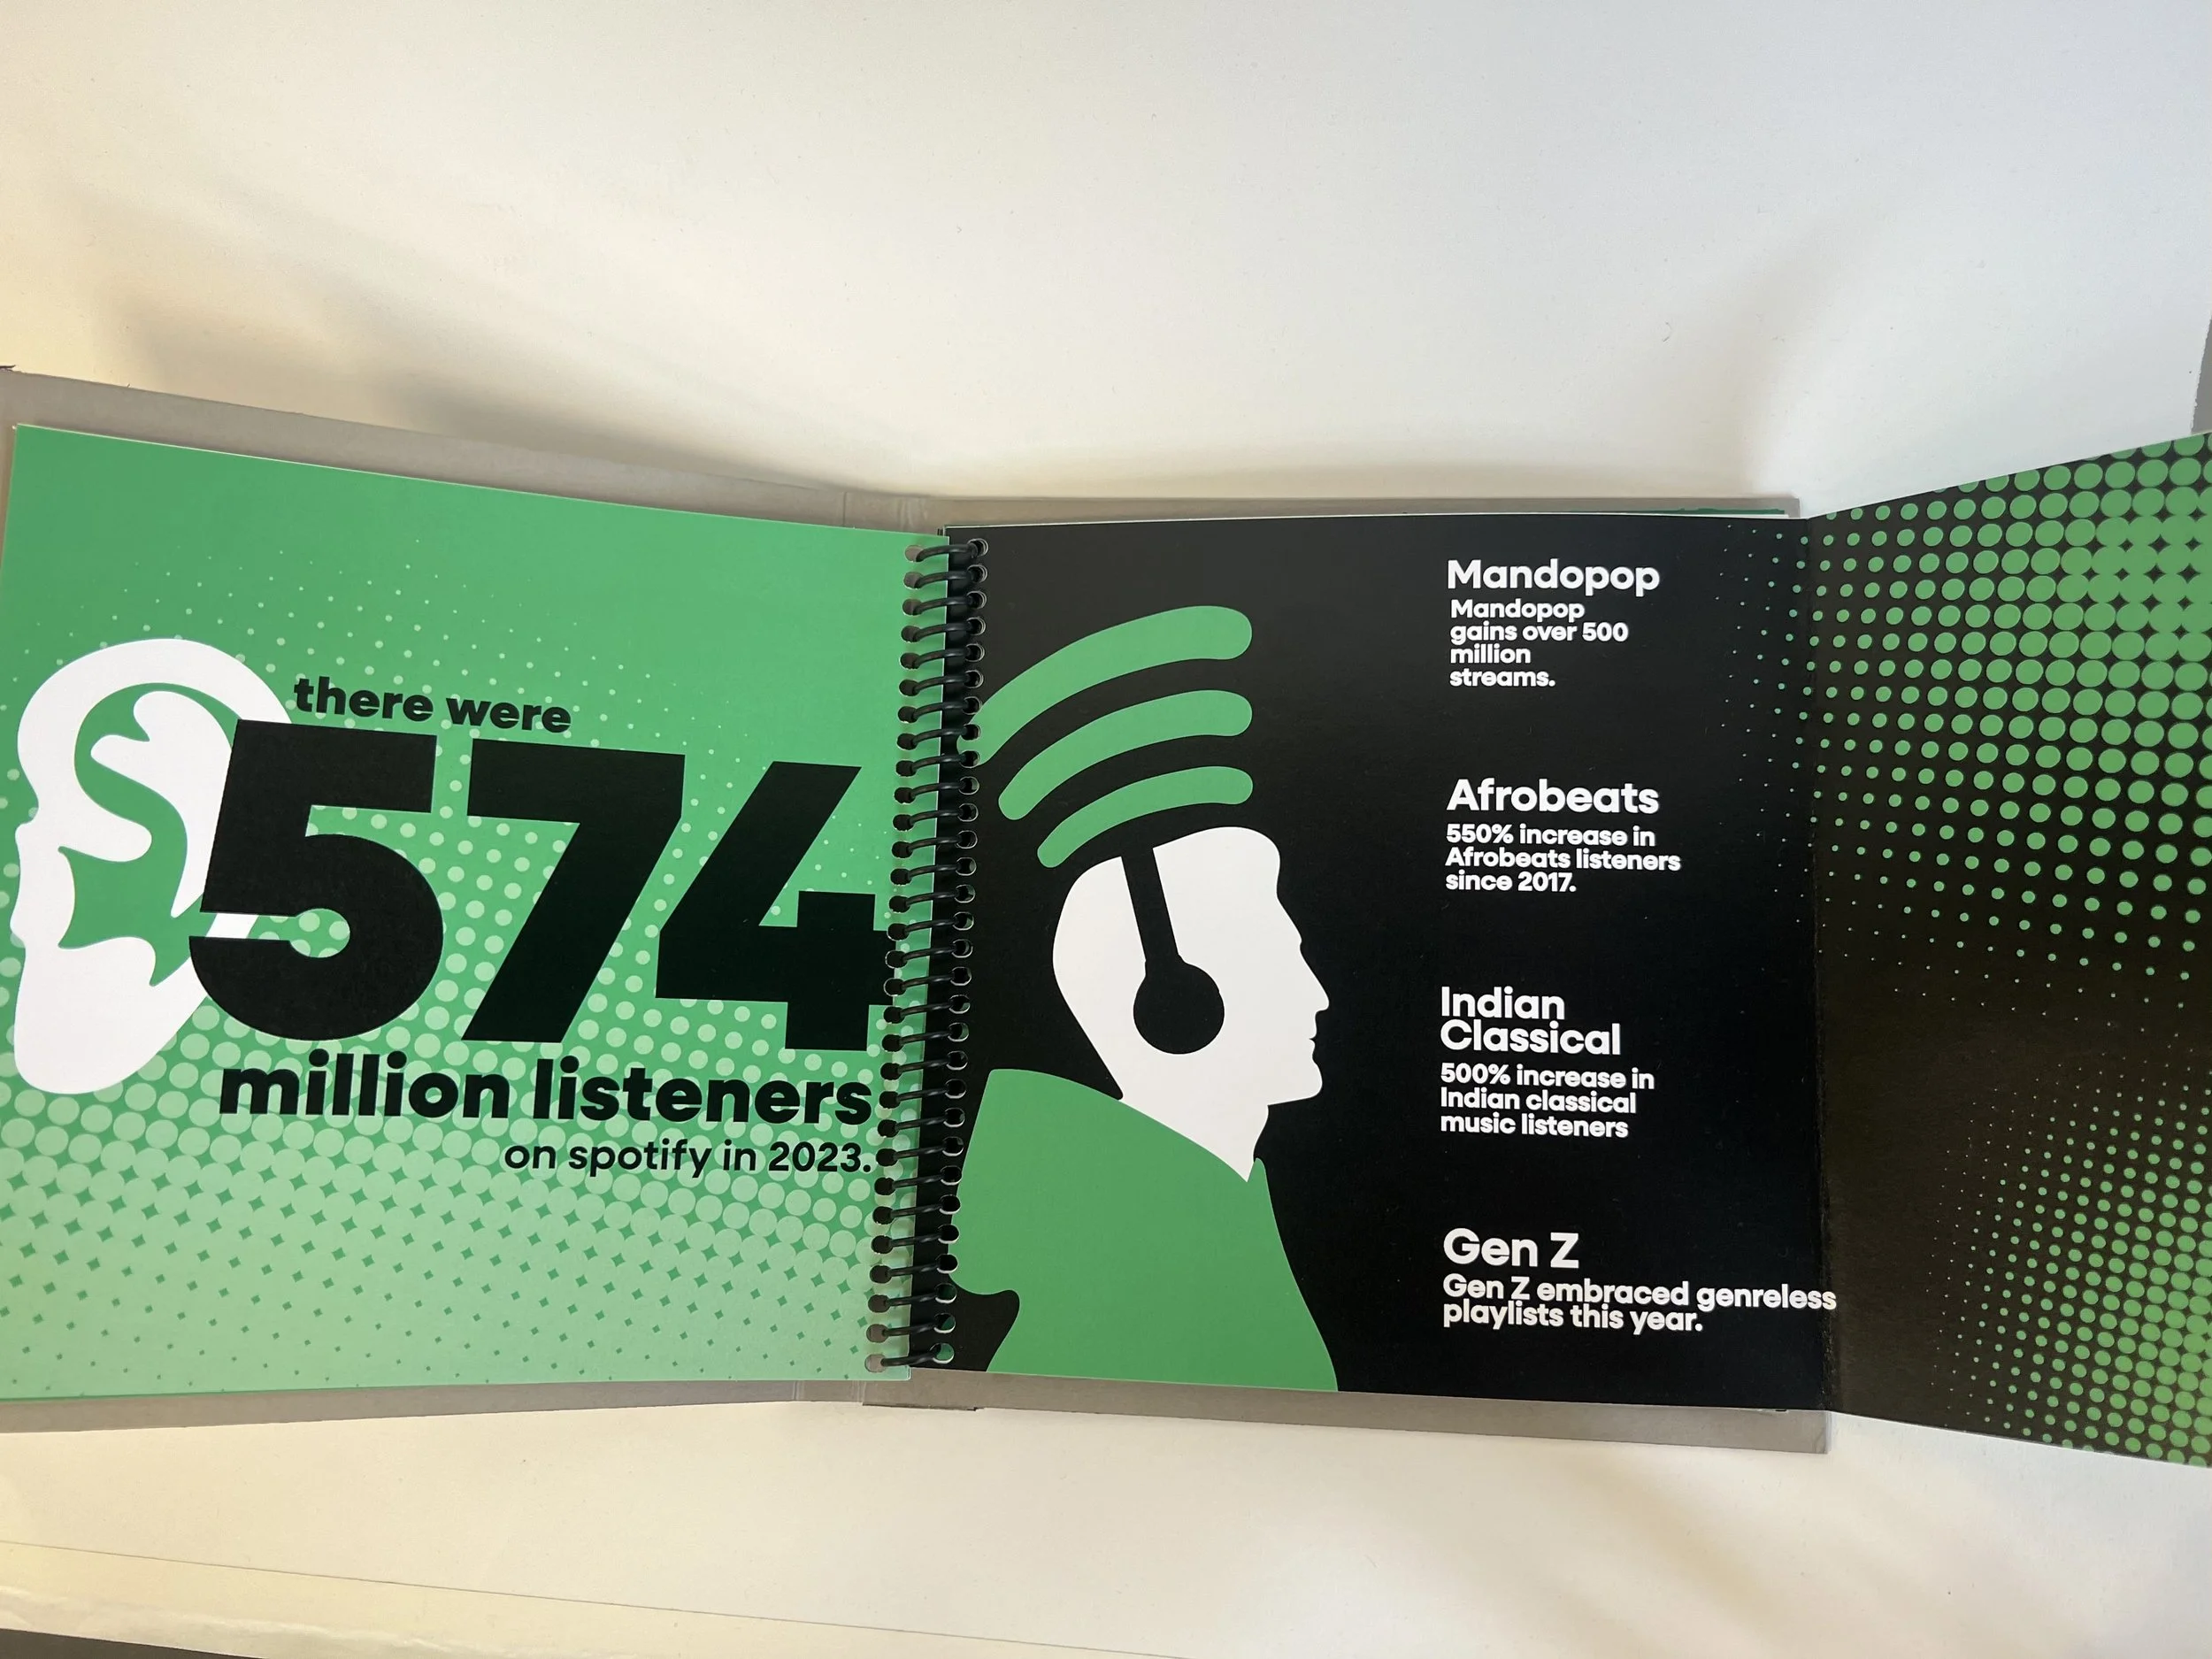 there were
574
million listeners
on spotify in 2023.
Mandopop
Mandopop
gains over 500
million
streams.
Afrobeats
550% increase in
Afrobeats listeners
since 2017.
Indian
Classical
500% increase in
Indian classical
music listeners
Gen Z
Gen Z embraced genreless
playlists this year.